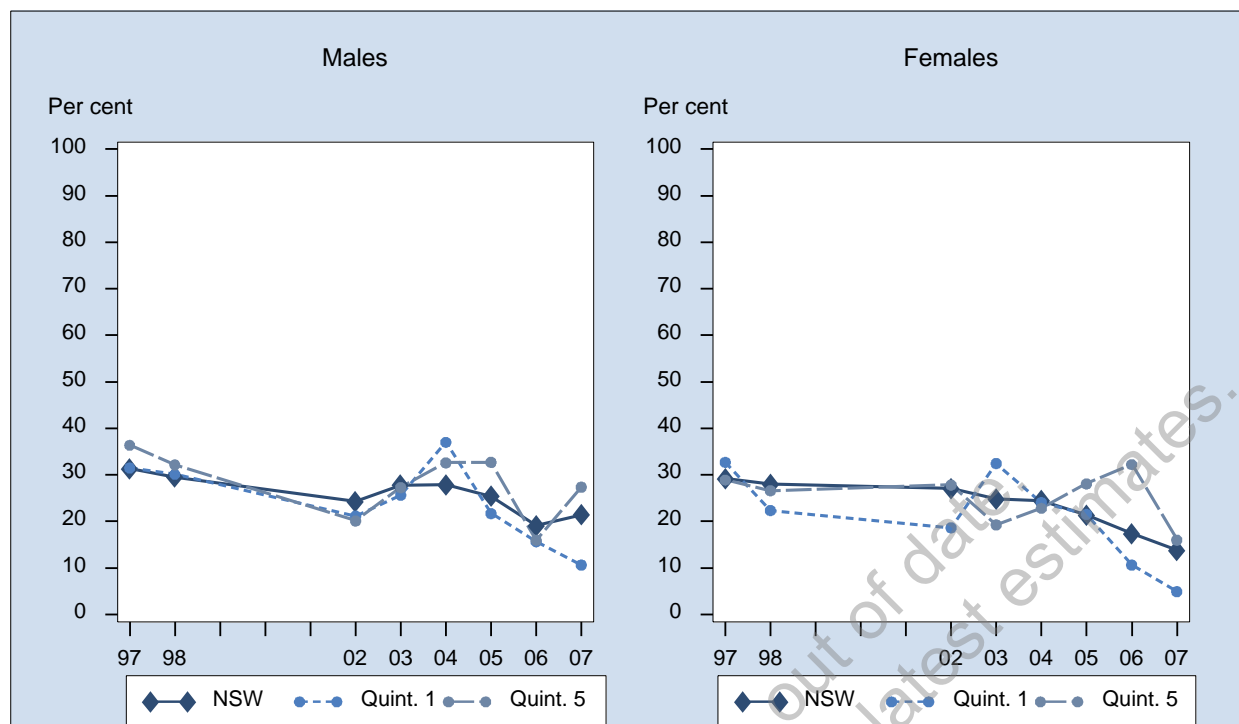 Males
Per cent
100
90
80
70
60
50
40
30
20
10
0
97 98 02 03 04 05 06 07
NSW Quint. 1 Quint. 5
Females
Per cent
100
90
80
70
60
50
40
30
20
10
0
97 98 02 03 04 05 06 07
NSW Quint. 1 Quint. 5
out of date
latest estimates.